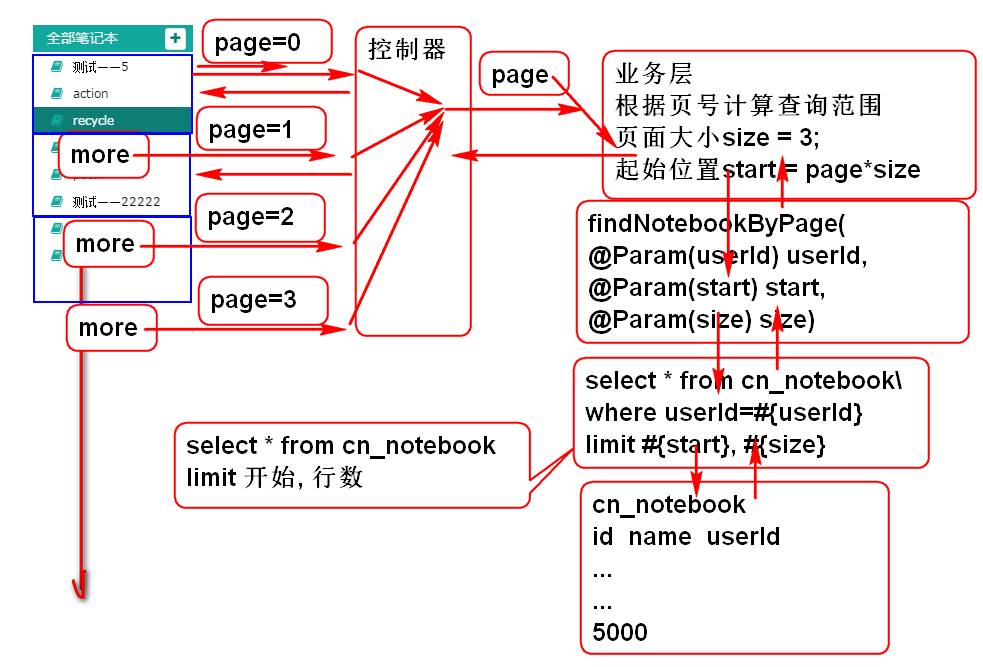 全部笔记本
+
测试——5
action
recycle
more
测试——22222
more
more
page=0
page=1
page=2
page=3
控制器
page
业务层
根据页号计算查询范围
页面大小size = 3;
起始位置start = page*size
findNotebookByPage(
@Param(userId) userId,
@Param(start) start,
@Param(size) size)
select * from cn_notebook\
where userId=#{userId}
limit #{start}, #{size}
select * from cn_notebook
limit 开始, 行数
cn_notebook
id name userId
...
...
5000